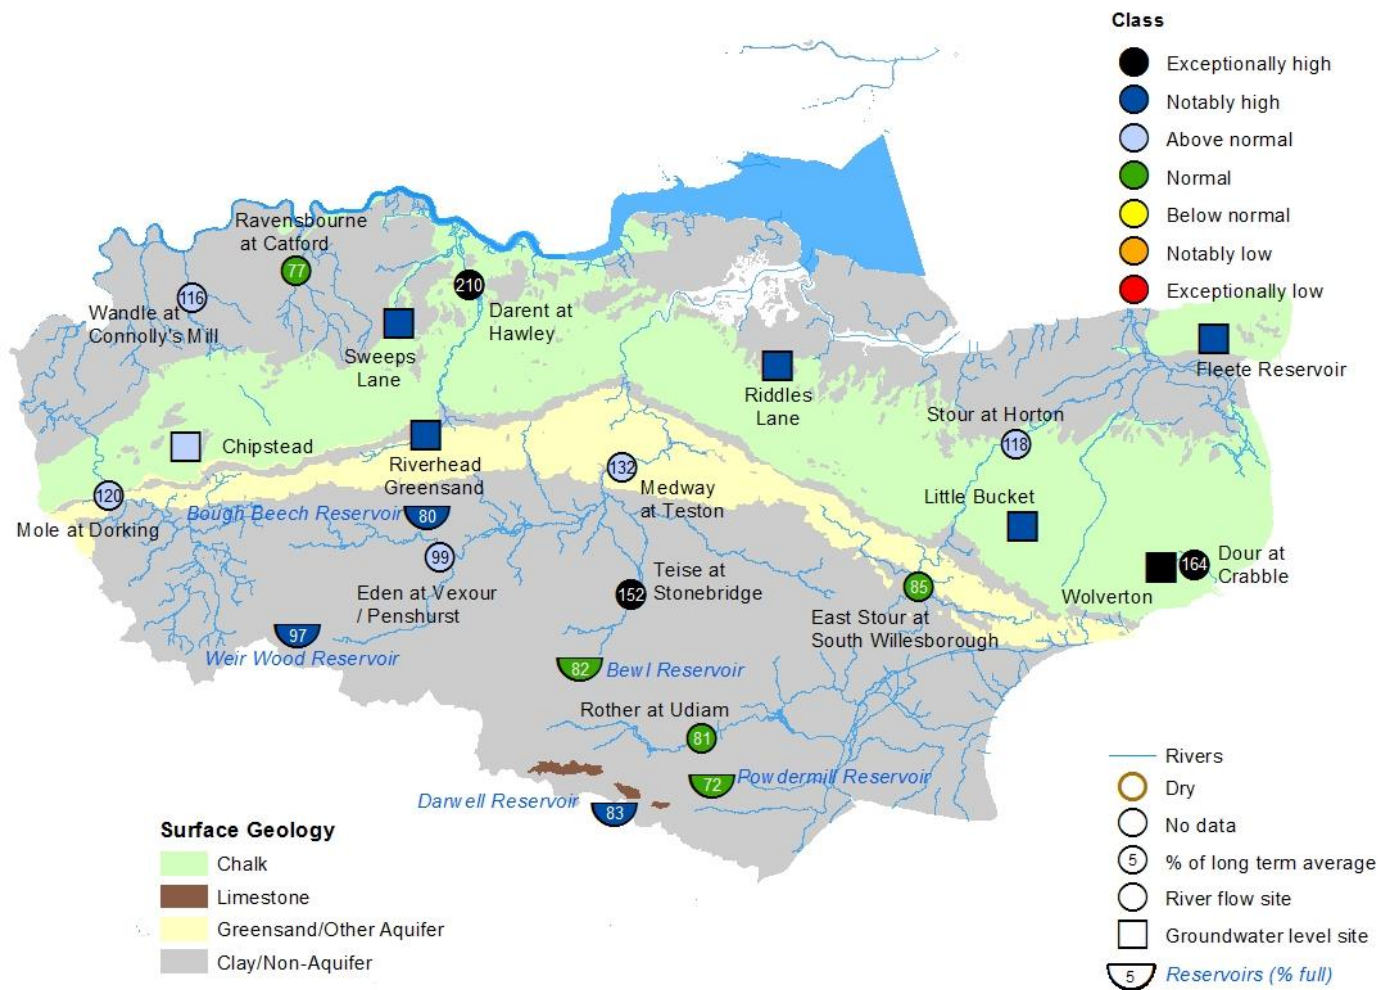 Class
Exceptionally high
Notably high
Above normal
Normal
Below normal
Notably low
Exceptionally low
Ravensbourne
at Catford
77
116
Wandle at
Connolly's Mill
210
Darent at
Hawley
Sweeps
Lane
Riddles
Lane
Fleete Reservoir
Chipstead
Riverhead
Greensand
Stour at Horton
118
120
Mole at Dorking
132
Medway
at Teston
Bough Beech Reservoir
80
Little Bucket
99
Eden at Vexour
/ Penshurst
Teise at
Stonebridge
152
85
East Stour at
South Willesborough
Wolverton
164
Dour at
Crabble
97
Weir Wood Reservoir
82
Bewl Reservoir
Rother at Udiam
81
72
Powdermill Reservoir
Darwell Reservoir
83
Surface Geology
Chalk
Limestone
Greensand/Other Aquifer
Clay/Non-Aquifer
Rivers
Dry
No data
5
% of long term average
River flow site
Groundwater level site
5
Reservoirs (% full)